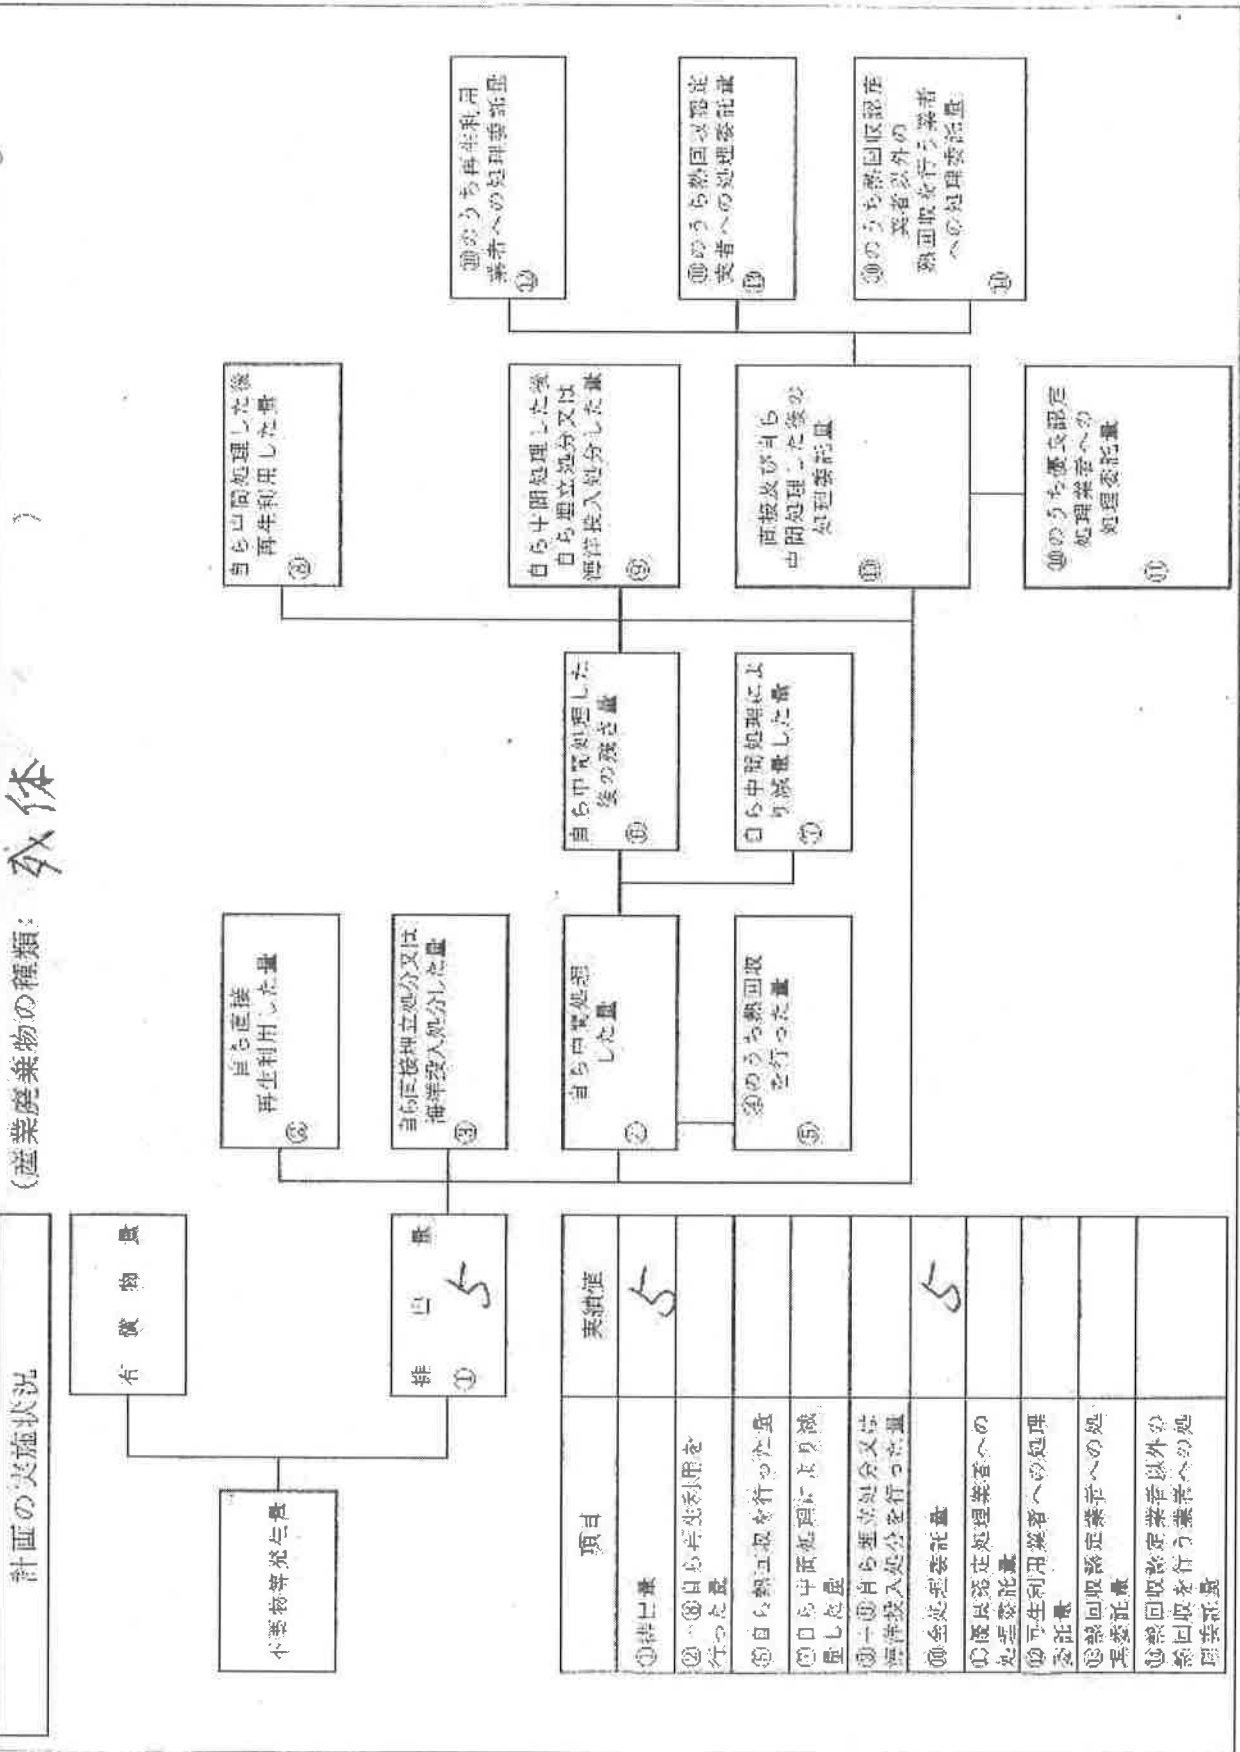 計画の実施状況
(産業廃棄物の種類: 死体 )
不要物等発生量
有償物量
排出量
① 5
自ら直接
再生利用した量
②
自ら直接埋立処分又は
海洋投入処分した量
③
自ら中間処理
した量
④のうち熱回収
を行った量
⑤
自ら中間処理した
後の残さ量
⑥
自ら中間処理によ
り減量した量
⑦
自ら中間処理した後
再生利用した量
⑧
自ら中間処理した後
自ら埋立処分又は
海洋投入処分した量
⑨
直接及び自ら
中間処理した後の
処理委託量
⑩
⑩のうち優良認定
処理業者への
処理委託量
⑪
⑩のうち再生利用
業者への処理委託量
⑫
⑩のうち熱回収認定
業者への処理委託量
⑬
⑩のうち熱回収認定
業者以外の
熱回収を行う業者
への処理委託量
⑭
項目 実績値
①排出量 5
②+⑧自ら再生利用を
行った量
⑤自ら熱回収を行った量
⑦自ら中間処理により減
量した量
③+⑨自ら埋立処分又は
海洋投入処分を行った量
⑩全処理委託量 5
⑪優良認定処理業者への
処理委託量
⑫再生利用業者への処理
委託量
⑬熱回収認定業者への処
理委託量
⑭熱回収認定業者以外の
熱回収を行う業者への処
理委託量